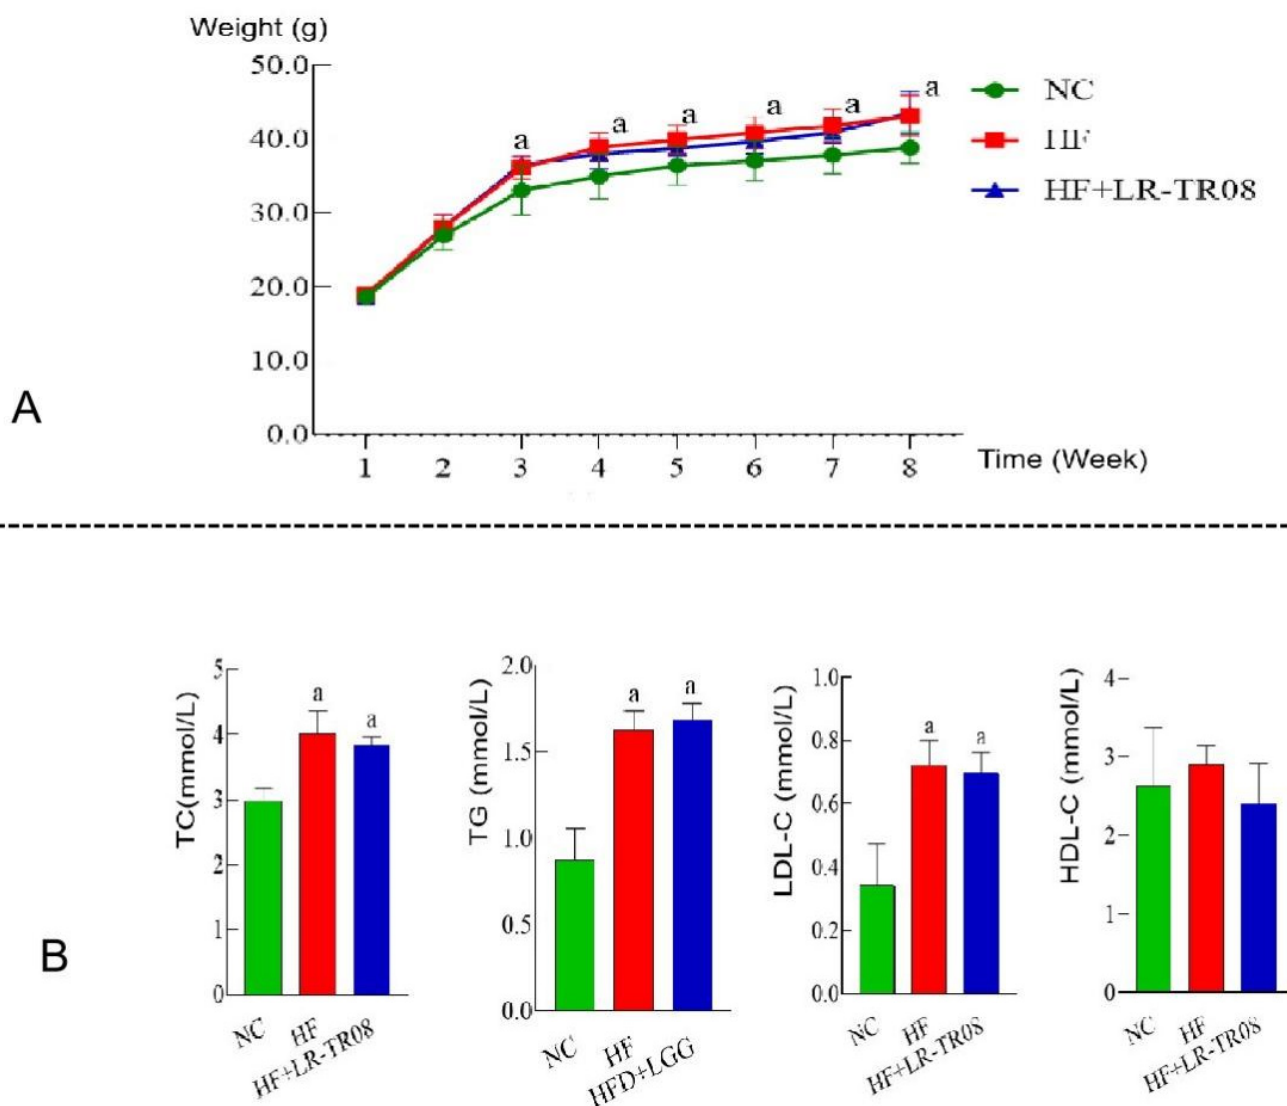 Weight (g)
50.0
40.0
30.0
20.0
10.0
0.0
a a a a a a
NC
HF
HF+LR-TR08
1 2 3 4 5 6 7 8
Time (Week)
A
TC(mmol/L)
5
4
3
2
1
0
a a
NC HF HF+LR-TR08
TG (mmol/L)
2.0
1.5
1.0
0.5
0.0
a a
NC HF HFD+LGG
LDL-C (mmol/L)
1.0
0.8
0.6
0.4
0.2
0.0
a a
NC HF HF+LR-TR08
HDL-C (mmol/L)
4
3
2
1
0
NC HF HF+LR-TR08
B